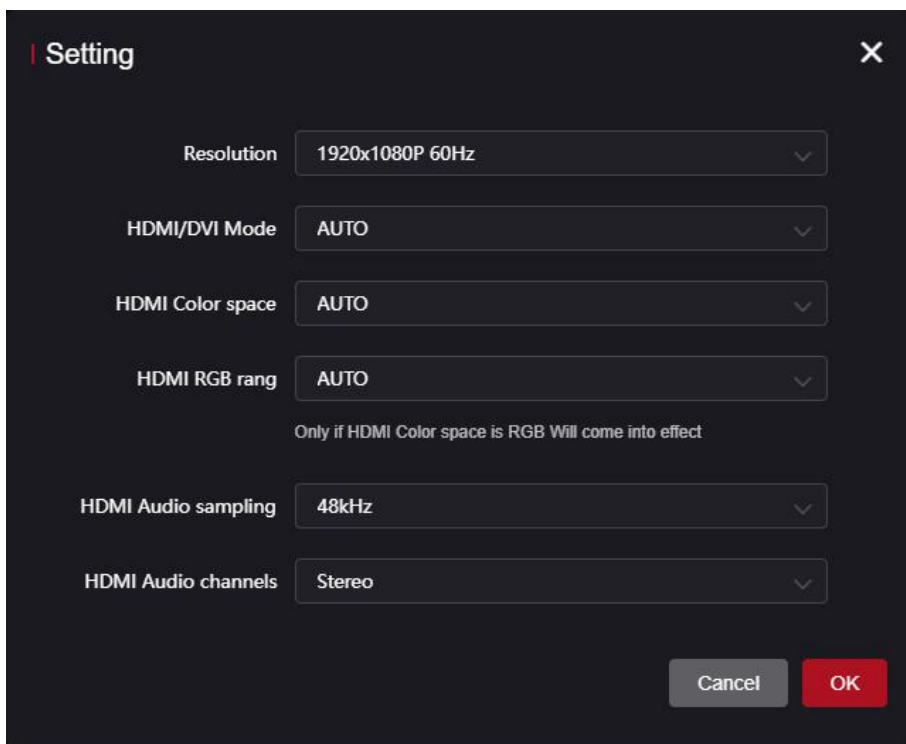 Setting
Resolution 1920x1080P 60Hz
HDMI/DVI Mode AUTO
HDMI Color space AUTO
HDMI RGB rang AUTO
Only if HDMI Color space is RGB Will come into effect
HDMI Audio sampling 48kHz
HDMI Audio channels Stereo
Cancel OK